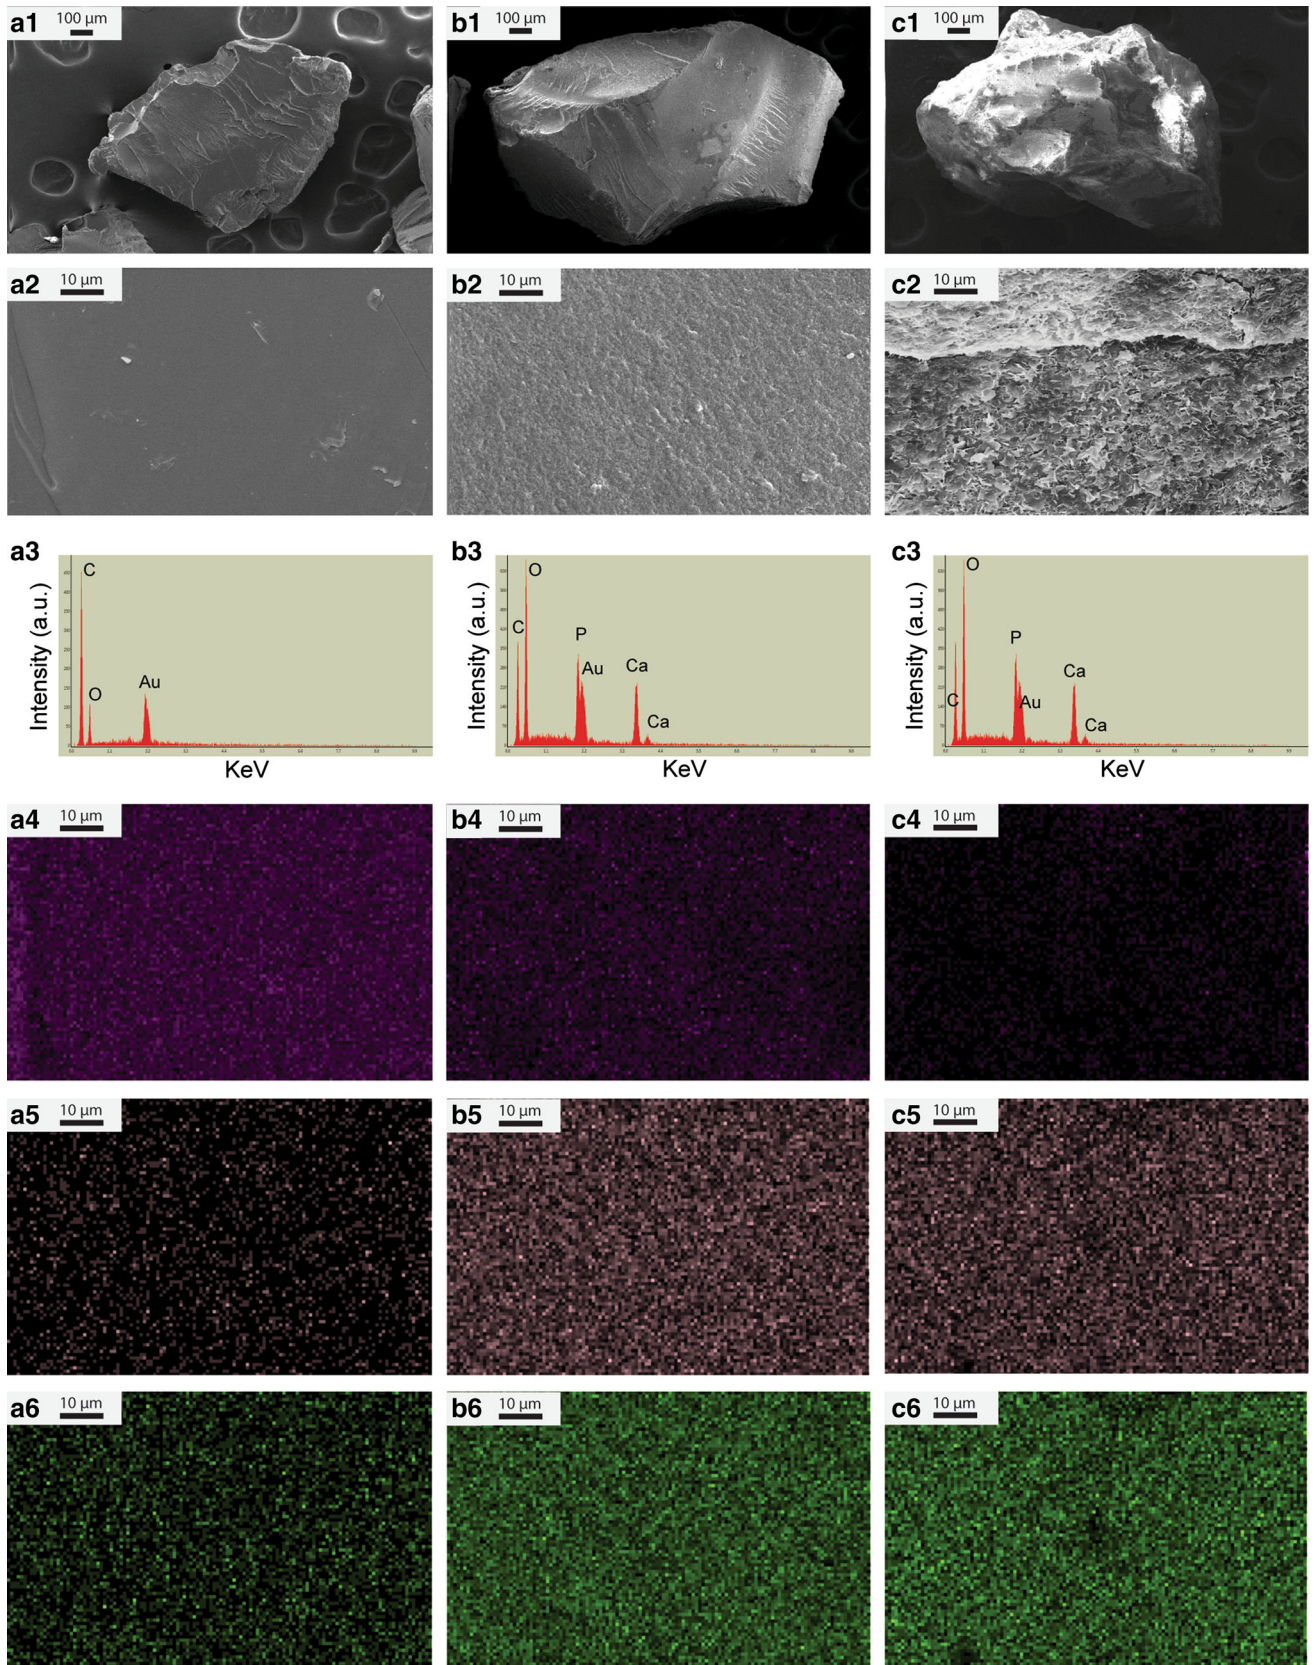 a1 100 µm
b1 100 µm
c1 100 µm
a2 10 µm
b2 10 µm
c2 10 µm
a3
C
O
Au
Intensity (a.u.)
KeV
b3
O
C
P
Au
Ca
Ca
Intensity (a.u.)
KeV
c3
O
C
P
Au
Ca
Ca
Intensity (a.u.)
KeV
a4 10 µm
b4 10 µm
c4 10 µm
a5 10 µm
b5 10 µm
c5 10 µm
a6 10 µm
b6 10 µm
c6 10 µm